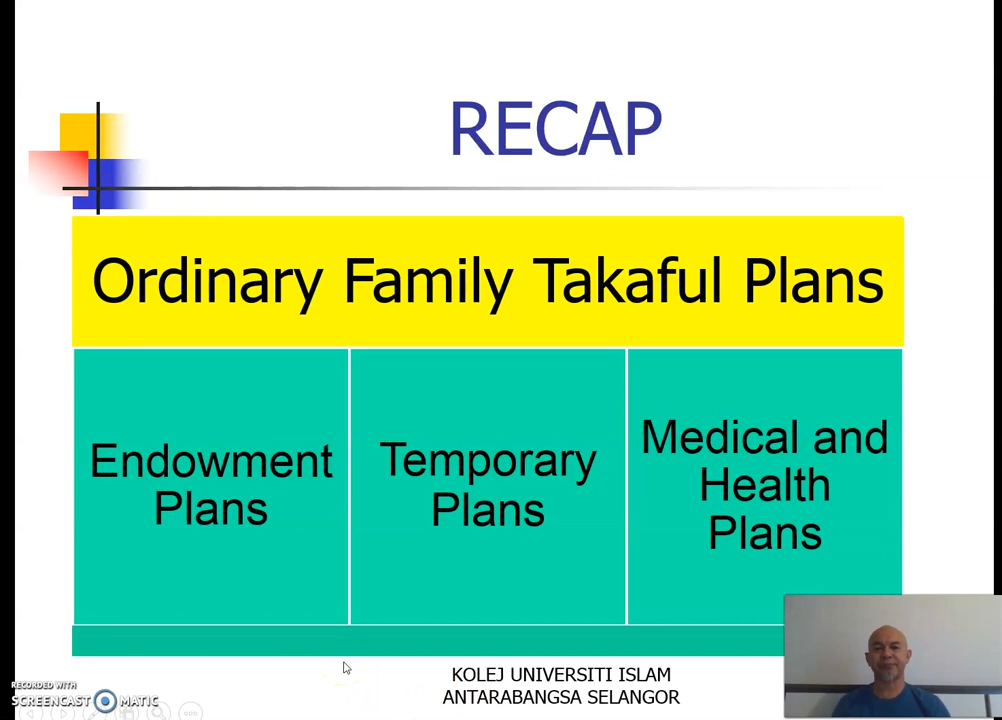 RECAP
Ordinary Family Takaful Plans
Endowment
Plans
Temporary
Plans
Medical and
Health
Plans
KOLEJ UNIVERSITI ISLAM
ANTARABANGSA SELANGOR
RECORDED WITH
SCREENCAST MATIC